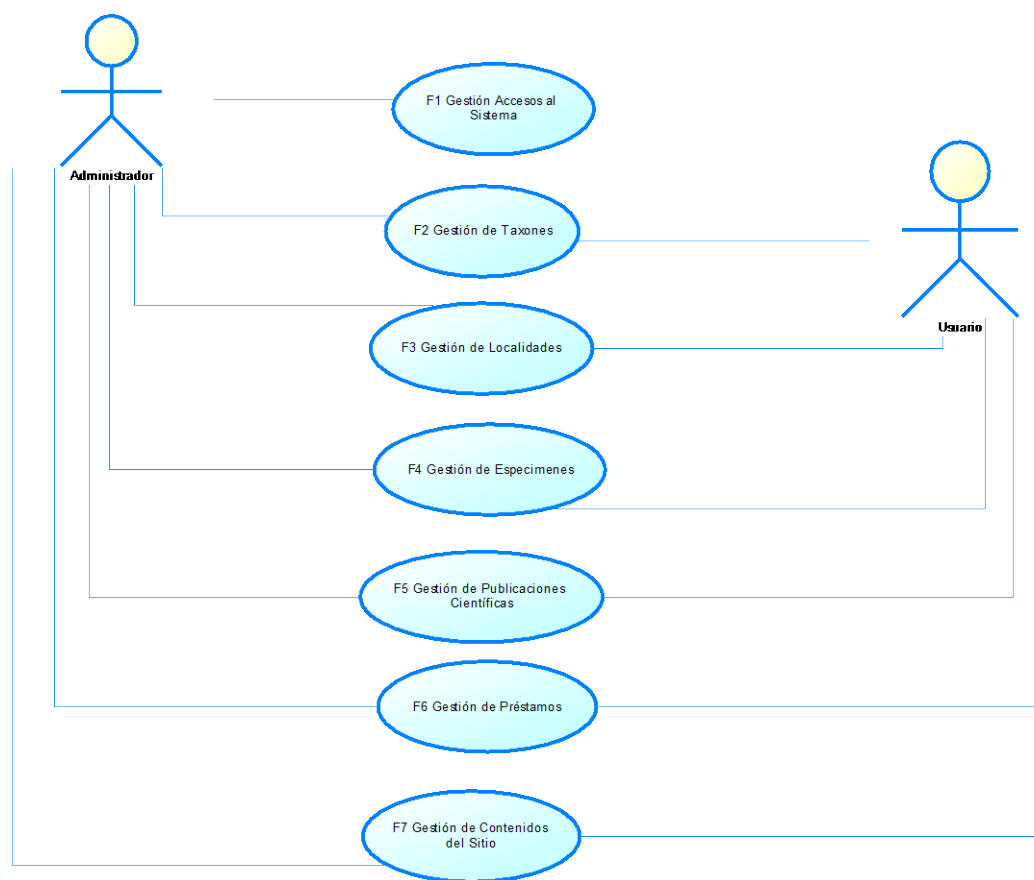 F1 Gestión Accesos al
Sistema
Administrador
F2 Gestión de Taxones
Usuario
F3 Gestión de Localidades
F4 Gestión de Especimenes
F5 Gestión de Publicaciones
Científicas
F6 Gestión de Préstamos
F7 Gestión de Contenidos
del Sitio